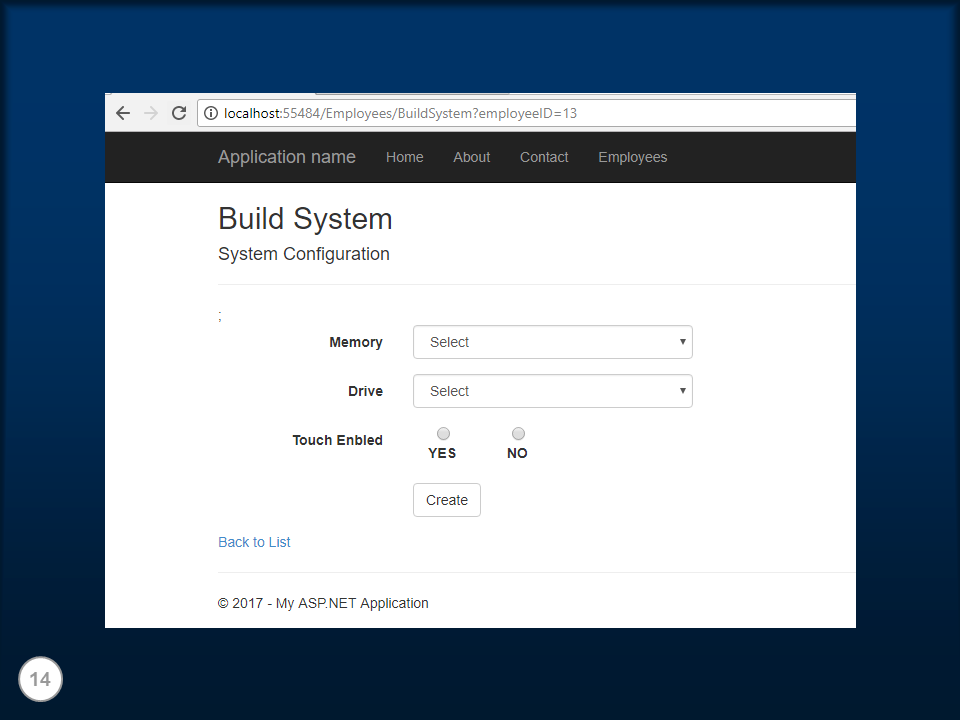 localhost:55484/Employees/BuildSystem?employeeID=13
Application name Home About Contact Employees
Build System
System Configuration
;
Memory Select
Drive Select
Touch Enbled
YES NO
Create
Back to List
© 2017 - My ASP.NET Application
14